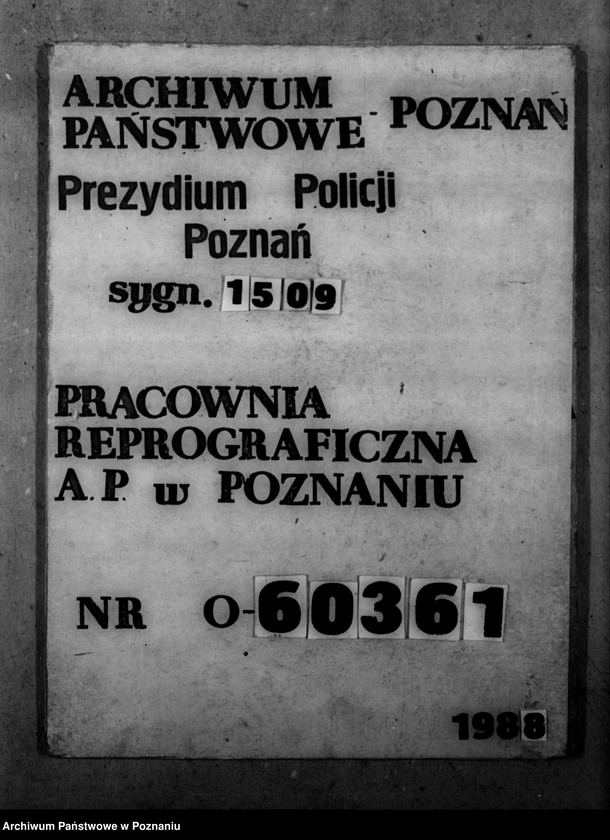 ARCHIWUM
PAŃSTWOWE - POZNAŃ
Prezydium Policji
Poznań
sygn. 1509
PRACOWNIA
REPROGRAFICZNA
A.P. w POZNANIU
NR O-60361
1988
Archiwum Państwowe w Poznaniu